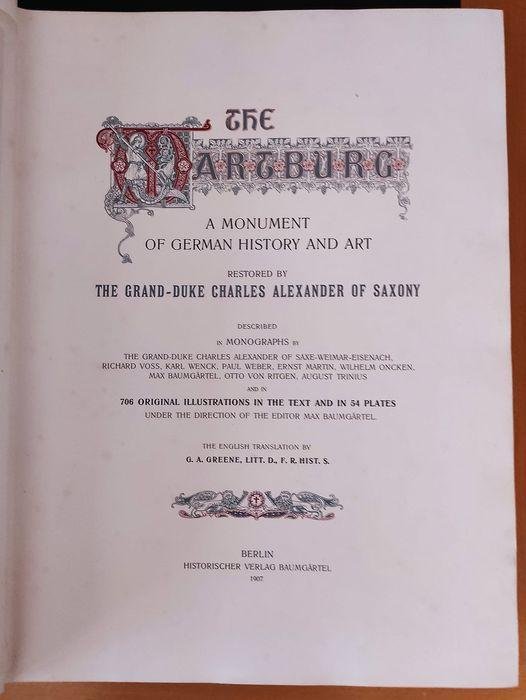 THE
WARTBURG
A MONUMENT
OF GERMAN HISTORY AND ART
RESTORED BY
THE GRAND-DUKE CHARLES ALEXANDER OF SAXONY
DESCRIBED
IN MONOGRAPHS BY
THE GRAND-DUKE CHARLES ALEXANDER OF SAXE-WEIMAR-EISENACH,
RICHARD VOSS, KARL WENCK, PAUL WEBER, ERNST MARTIN, WILHELM ONCKEN,
MAX BAUMGÄRTEL, OTTO VON RITGEN, AUGUST TRINIUS
AND IN
706 ORIGINAL ILLUSTRATIONS IN THE TEXT AND IN 54 PLATES
UNDER THE DIRECTION OF THE EDITOR MAX BAUMGÄRTEL.
THE ENGLISH TRANSLATION BY
G. A. GREENE, LITT. D., F. R. HIST. S.
BERLIN
HISTORISCHER VERLAG BAUMGÄRTEL
1907.